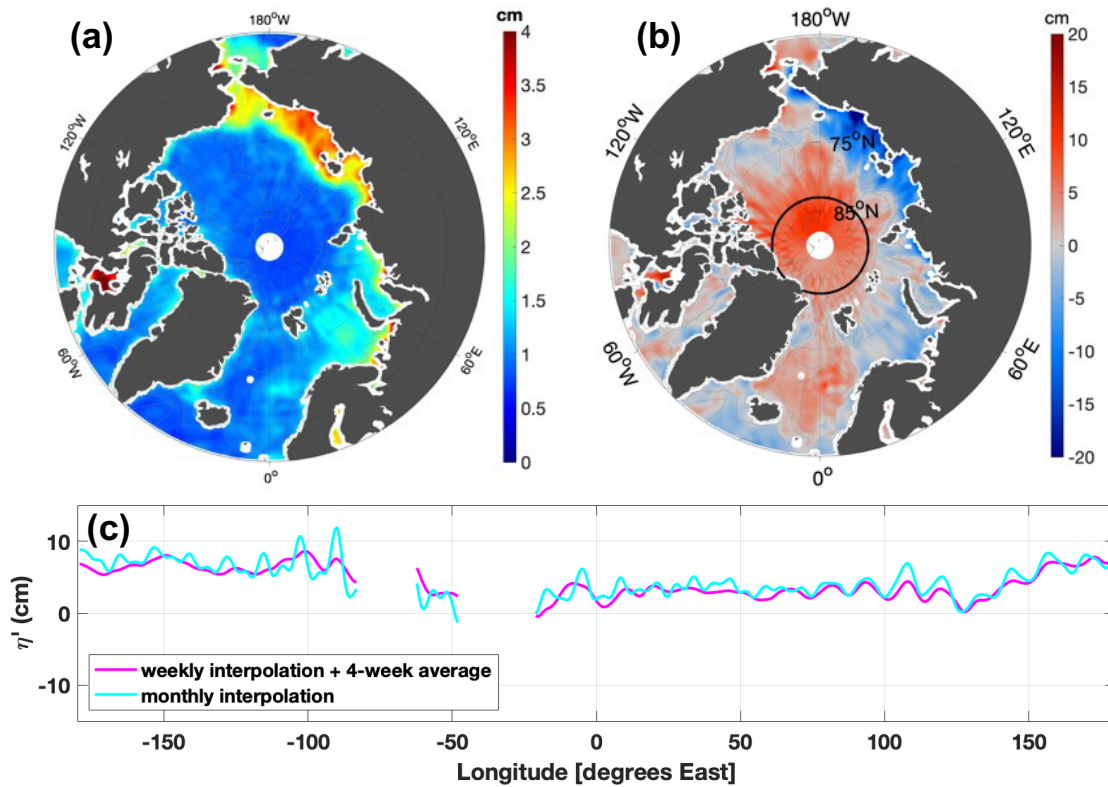 (a)
180°W
120°W
120°E
60°W
60°E
0°
cm
4
3.5
3
2.5
2
1.5
1
0.5
0
(b)
180°W
120°W
120°E
75°N
85°N
60°W
60°E
0°
cm
20
15
10
5
0
-5
-10
-15
-20
(c)
10
0
-10
η' (cm)
weekly interpolation + 4-week average
monthly interpolation
-150 -100 -50 0 50 100 150
Longitude [degrees East]